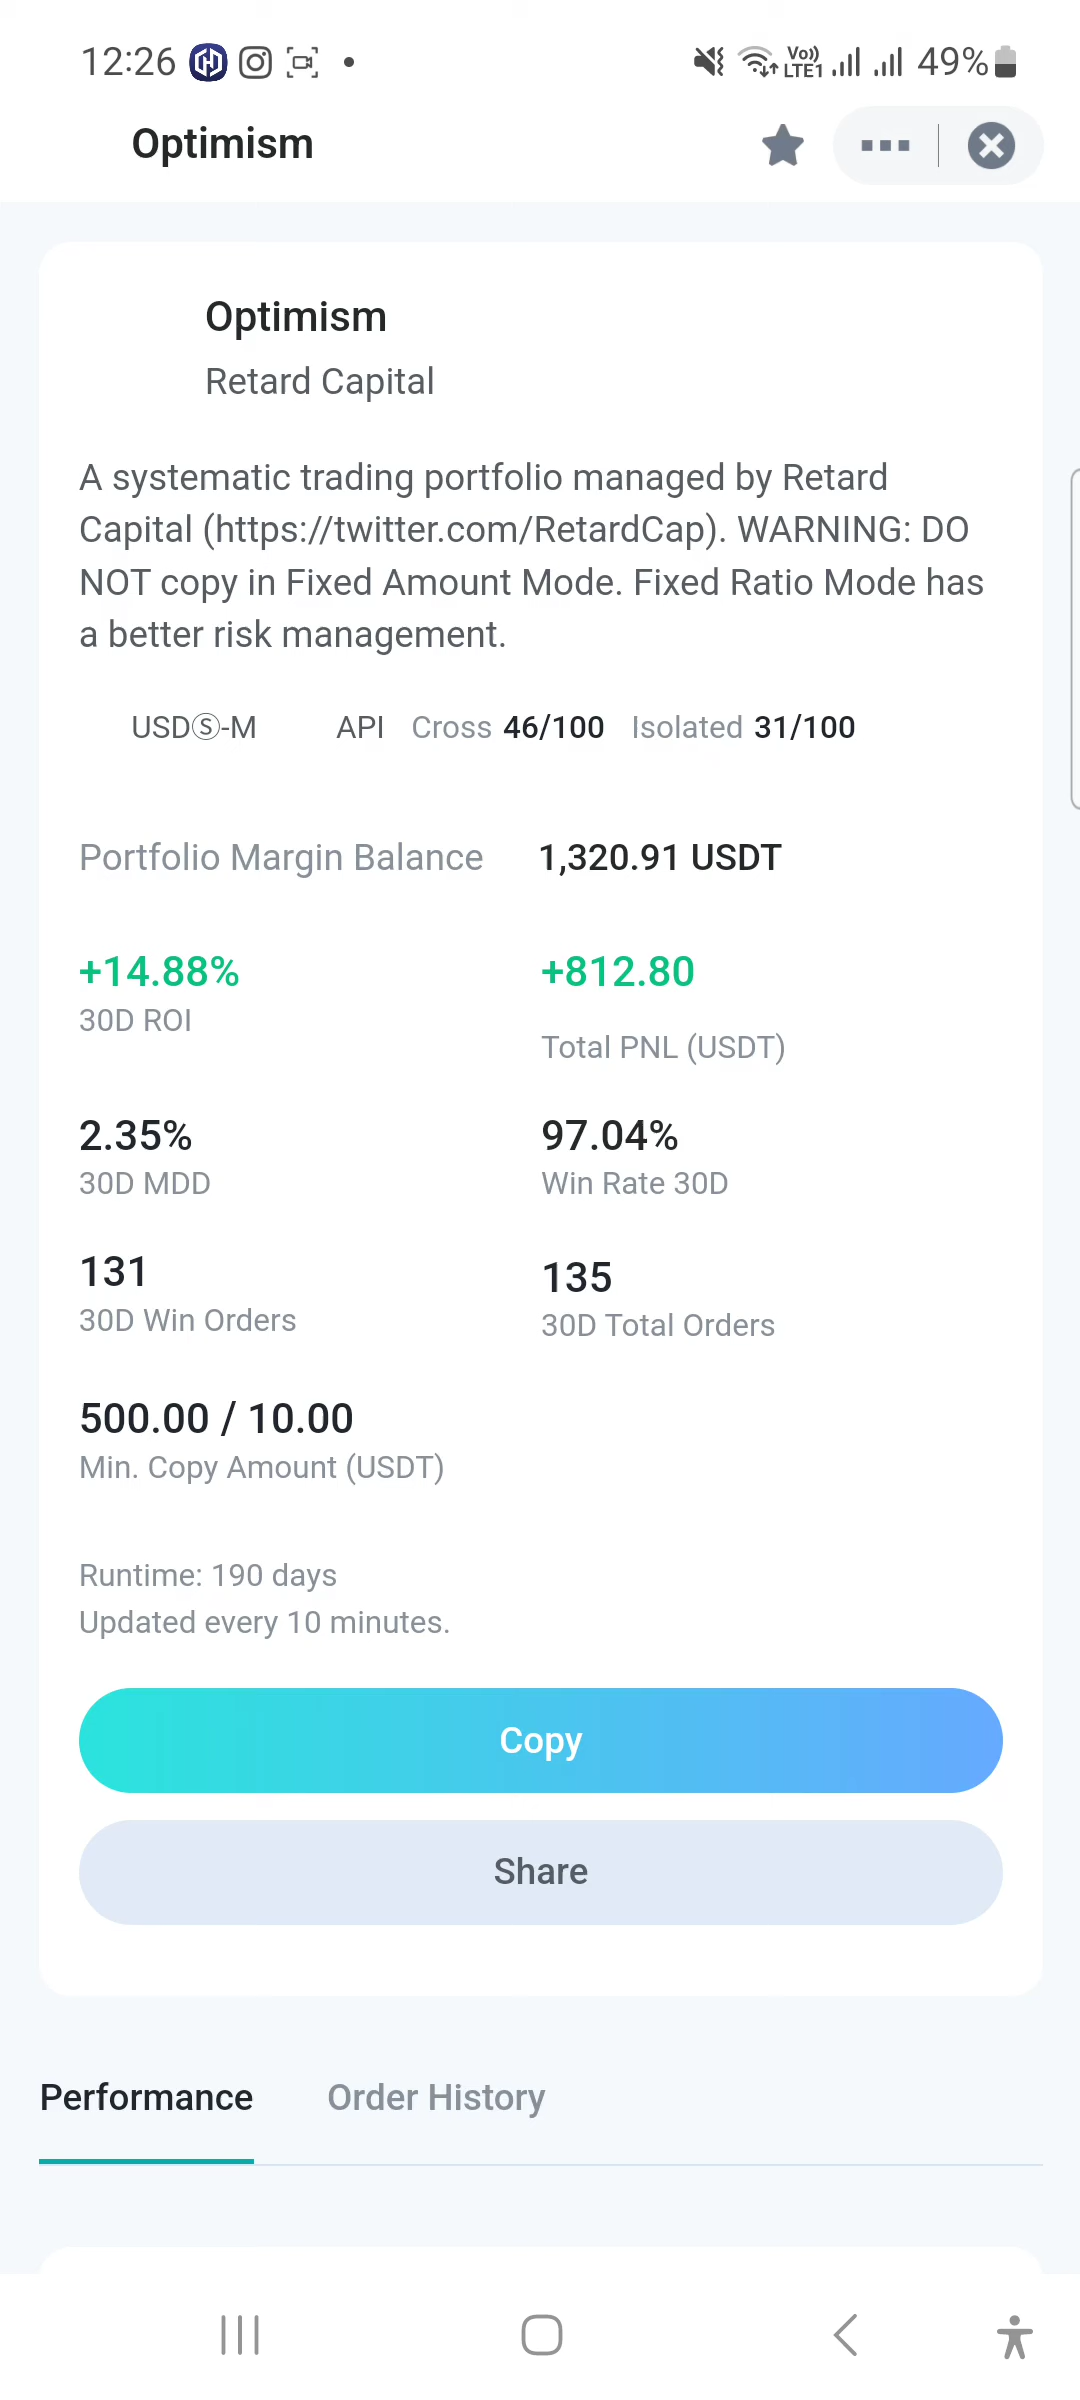 12:26
Vo))
LTE1
49%
Optimism
Optimism
Retard Capital
A systematic trading portfolio managed by Retard
Capital (https://twitter.com/RetardCap). WARNING: DO
NOT copy in Fixed Amount Mode. Fixed Ratio Mode has
a better risk management.
USDⓈ-M API Cross 46/100 Isolated 31/100
Portfolio Margin Balance 1,320.91 USDT
+14.88% +812.80
30D ROI
Total PNL (USDT)
2.35% 97.04%
30D MDD Win Rate 30D
131 135
30D Win Orders 30D Total Orders
500.00 / 10.00
Min. Copy Amount (USDT)
Runtime: 190 days
Updated every 10 minutes.
Copy
Share
Performance Order History